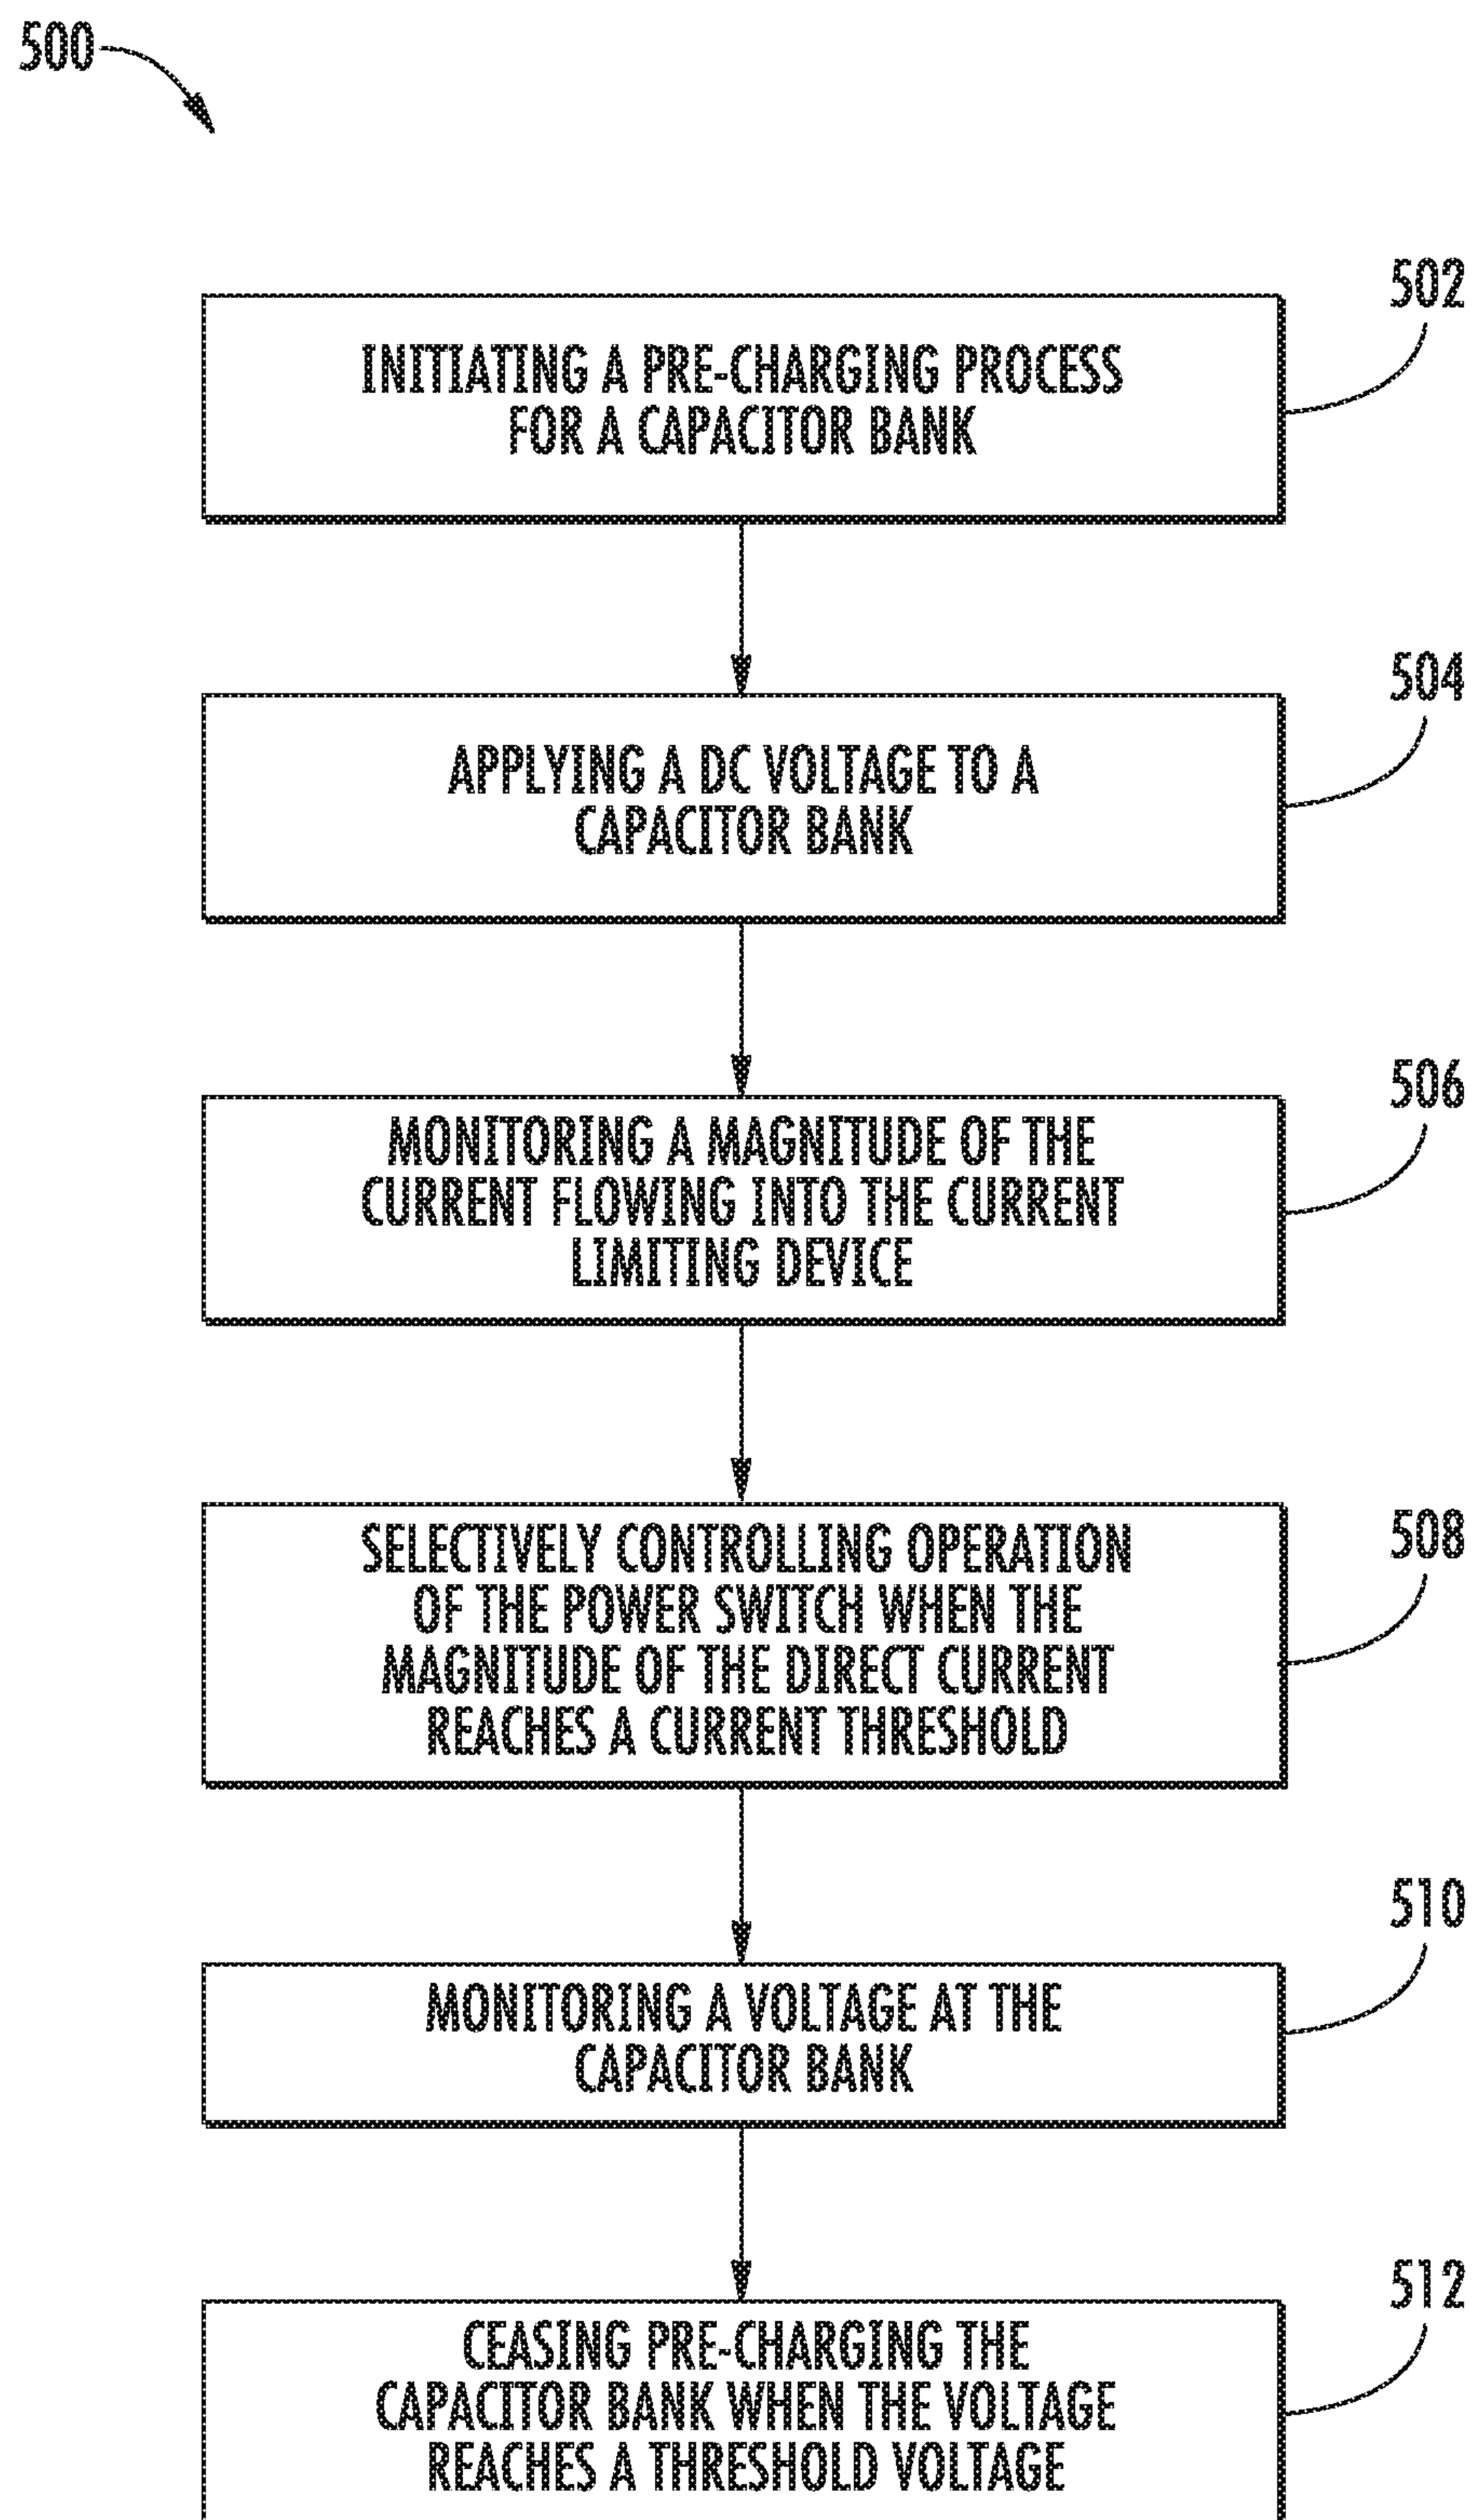 500
502
INITIATING A PRE-CHARGING PROCESS
FOR A CAPACITOR BANK
504
APPLYING A DC VOLTAGE TO A
CAPACITOR BANK
506
MONITORING A MAGNITUDE OF THE
CURRENT FLOWING INTO THE CURRENT
LIMITING DEVICE
508
SELECTIVELY CONTROLLING OPERATION
OF THE POWER SWITCH WHEN THE
MAGNITUDE OF THE DIRECT CURRENT
REACHES A CURRENT THRESHOLD
510
MONITORING A VOLTAGE AT THE
CAPACITOR BANK
512
CEASING PRE-CHARGING THE
CAPACITOR BANK WHEN THE VOLTAGE
REACHES A THRESHOLD VOLTAGE